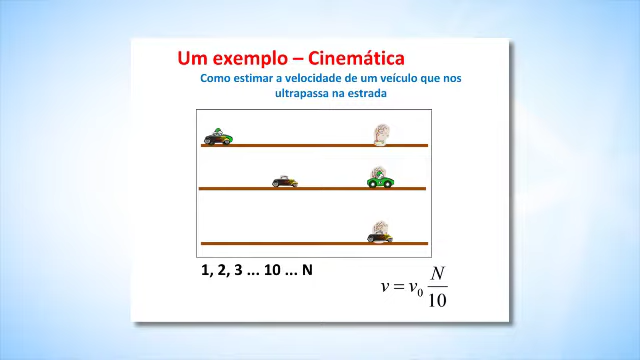 Um exemplo – Cinemática
Como estimar a velocidade de um veículo que nos
ultrapassa na estrada
1, 2, 3 ... 10 ... N
v = v₀ N/10